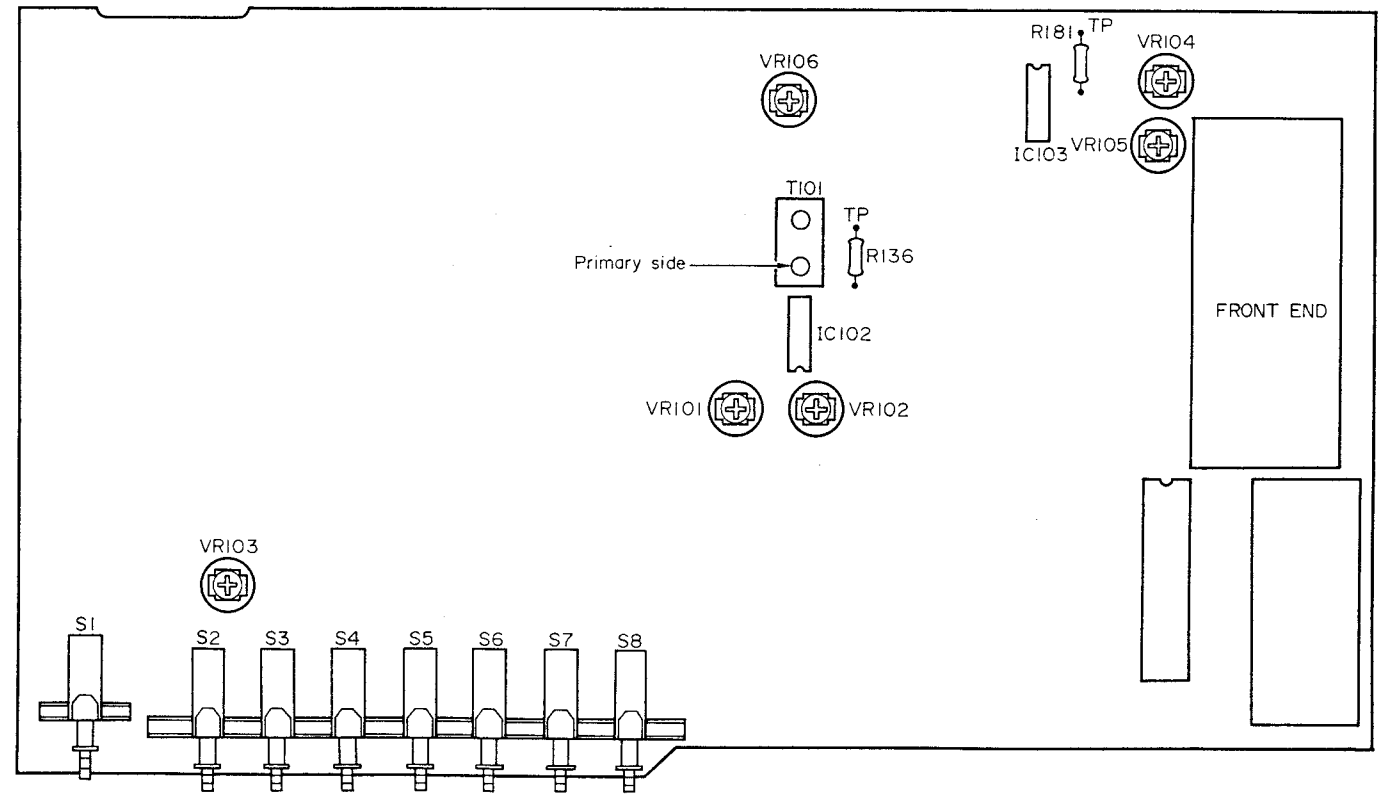 R181 TP
VR104
VR106
IC103
VR105
T101
TP
Primary side
R136
FRONT END
IC102
VR101
VR102
VR103
S1
S2
S3
S4
S5
S6
S7
S8